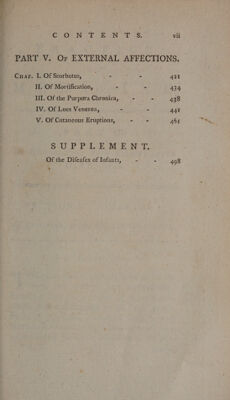 CONTENTS. vii
PART V. OF EXTERNAL AFFECTIONS.
CHAP. I. Of Scorbutus, - - 421
II. Of Mortification, - - 434
III. Of the Purpura Chronica, - - 438
IV. Of Lues Venerea, - - 441
V. Of Cutaneous Eruptions, - - 461
SUPPLEMENT.
Of the Diseases of Infants, - - 498